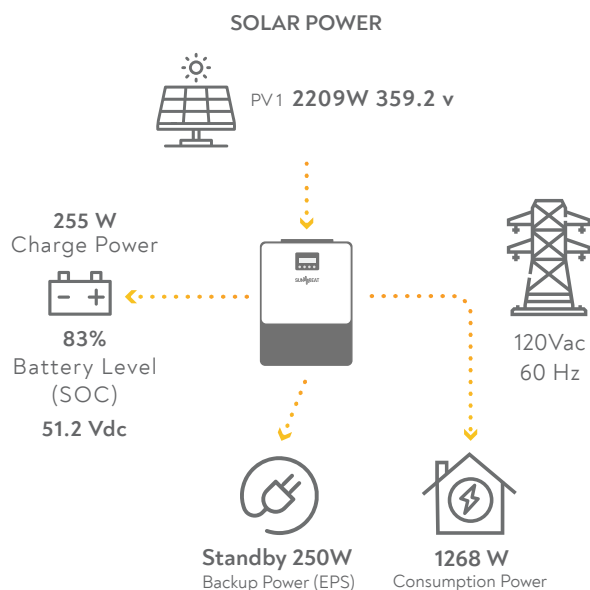 SOLAR POWER
PV1 2209W 359.2 v
255 W
Charge Power
83%
Battery Level
(SOC)
51.2 Vdc
SUNBEAT
120Vac
60 Hz
Standby 250W
Backup Power (EPS)
1268 W
Consumption Power